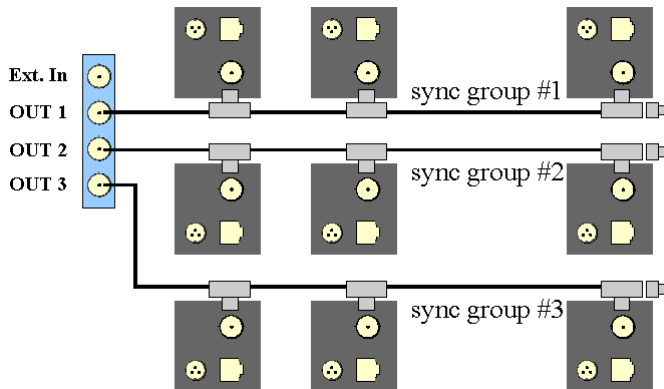 Ext. In
OUT 1
sync group #1
OUT 2
sync group #2
OUT 3
sync group #3